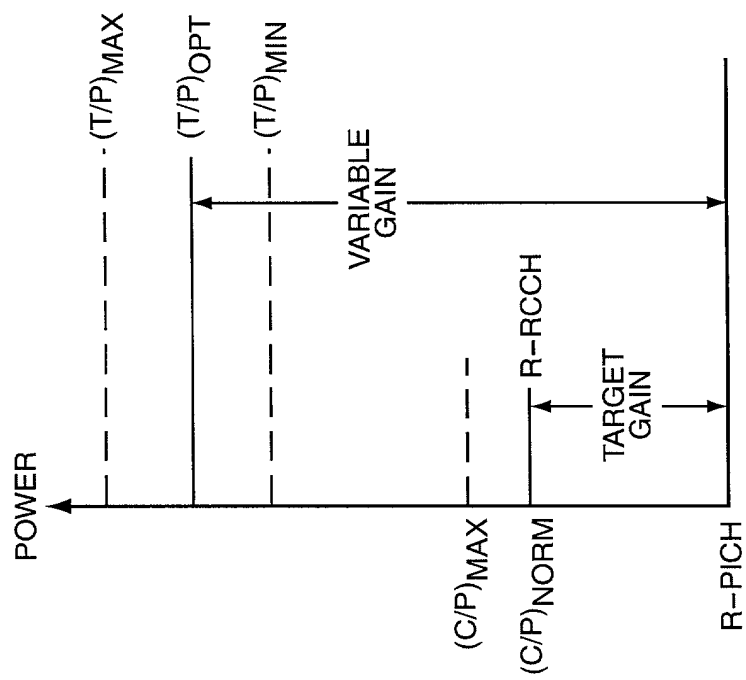 POWER
(T/P)MAX
(T/P)OPT
(T/P)MIN
VARIABLE
GAIN
(C/P)MAX
(C/P)NORM
R-RCCH
TARGET
GAIN
R-PICH